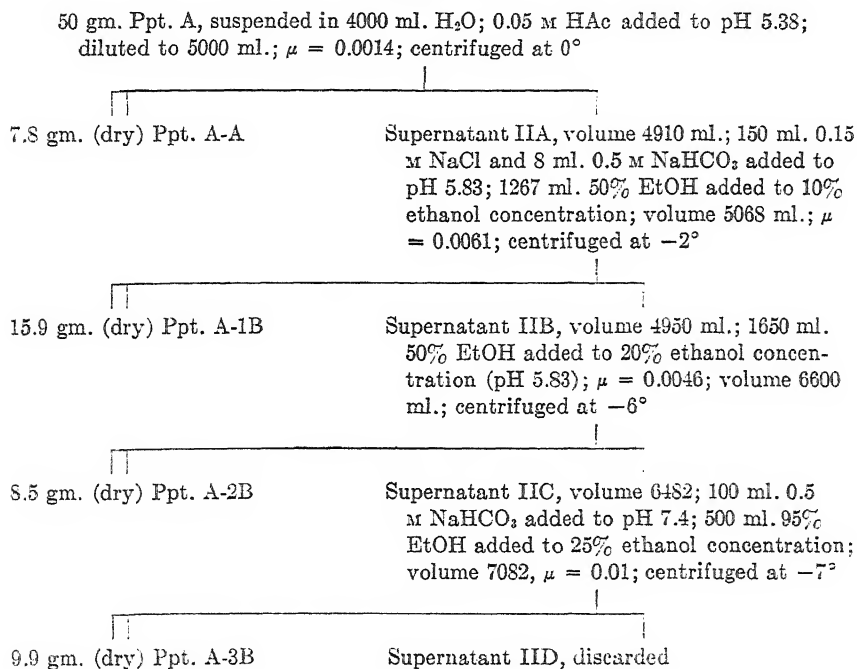 50 gm. Ppt. A, suspended in 4000 ml. H₂O; 0.05 M HAc added to pH 5.38;
diluted to 5000 ml.; μ = 0.0014; centrifuged at 0°
7.8 gm. (dry) Ppt. A-A
Supernatant IIA, volume 4910 ml.; 150 ml. 0.15
M NaCl and 8 ml. 0.5 M NaHCO₃ added to
pH 5.83; 1267 ml. 50% EtOH added to 10%
ethanol concentration; volume 5068 ml.; μ
= 0.0061; centrifuged at −2°
15.9 gm. (dry) Ppt. A-1B
Supernatant IIB, volume 4950 ml.; 1650 ml.
50% EtOH added to 20% ethanol concen-
tration (pH 5.83); μ = 0.0046; volume 6600
ml.; centrifuged at −6°
8.5 gm. (dry) Ppt. A-2B
Supernatant IIC, volume 6482; 100 ml. 0.5
M NaHCO₃ added to pH 7.4; 500 ml. 95%
EtOH added to 25% ethanol concentration;
volume 7082, μ = 0.01; centrifuged at −7°
9.9 gm. (dry) Ppt. A-3B
Supernatant IID, discarded